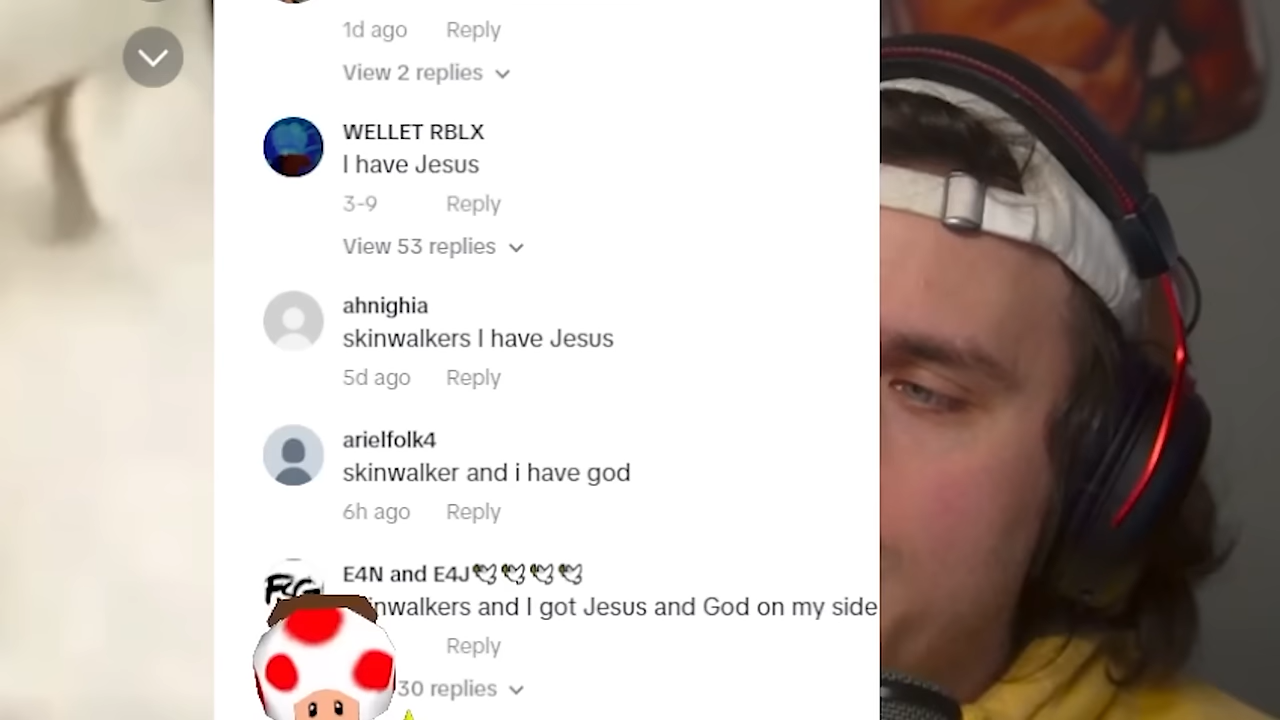 1d ago Reply
View 2 replies
WELLET RBLX
I have Jesus
3-9 Reply
View 53 replies
ahnighia
skinwalkers I have Jesus
5d ago Reply
arielfolk4
skinwalker and i have god
6h ago Reply
E4N and E4J🕊🕊🕊🕊
and I got Jesus and God on my side
Reply
30 replies